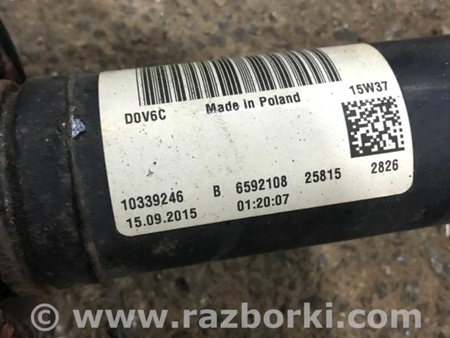 D0V6C Made in Poland 15W37
10339246 B 6592108 25815 2826
15.09.2015 01:20:07
www.razborki.com